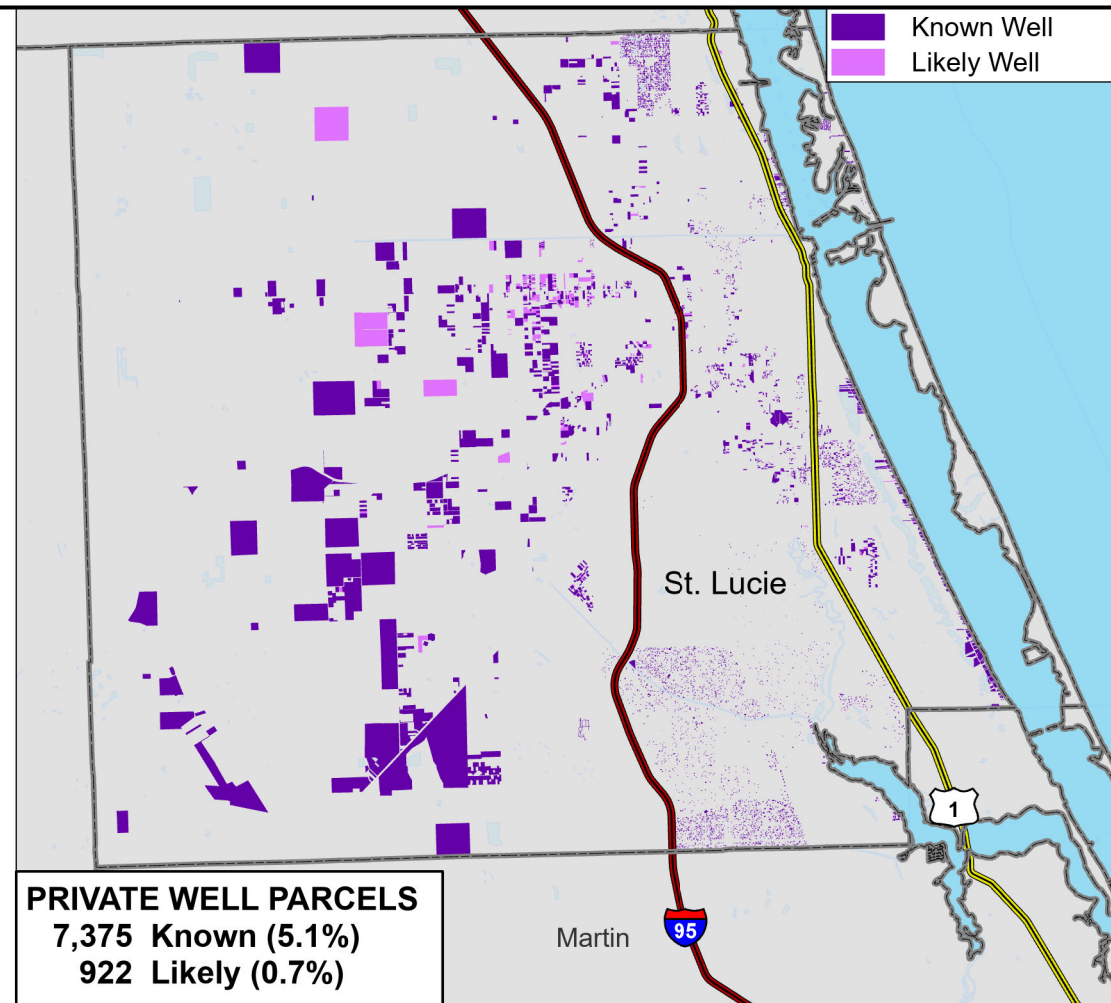 Known Well
Likely Well
St. Lucie
1
Martin
95
PRIVATE WELL PARCELS
7,375 Known (5.1%)
922 Likely (0.7%)